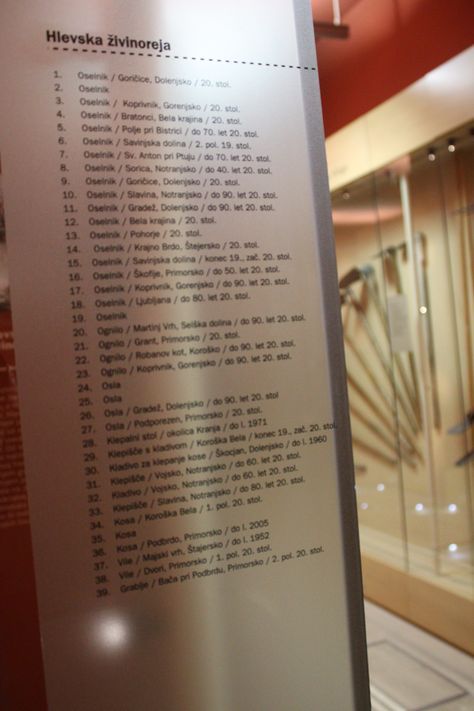 Hlevska živinoreja
1. Oselnik / Goričice, Dolenjsko / 20. stol.
2. Oselnik
3. Oselnik / Koprivnik, Gorenjsko / 20. stol.
4. Oselnik / Bratonci, Bela krajina / 20. stol.
5. Oselnik / Polje pri Bistrici / do 70. let 20. stol.
6. Oselnik / Savinjska dolina / 2. pol. 19. stol.
7. Oselnik / Sv. Anton pri Ptuju / do 70. let 20. stol.
8. Oselnik / Sorica, Notranjsko / do 40. let 20. stol.
9. Oselnik / Goričice, Dolenjsko / 20. stol.
10. Oselnik / Slavina, Notranjsko / do 90. let 20. stol.
11. Oselnik / Gradež, Dolenjsko / do 90. let 20. stol.
12. Oselnik / Bela krajina / 20. stol.
13. Oselnik / Pohorje / 20. stol.
14. Oselnik / Krajno Brdo, Štejersko / 20. stol.
15. Oselnik / Savinjska dolina / konec 19., zač. 20. stol.
16. Oselnik / Škofije, Primorsko / do 50. let 20. stol.
17. Oselnik / Koprivnik, Gorenjsko / do 90. let 20. stol.
18. Oselnik / Ljubljana / do 80. let 20. stol.
19. Oselnik
20. Ognilo / Martinj Vrh, Selška dolina / do 90. let 20. stol.
21. Ognilo / Grant, Primorsko / 20. stol.
22. Ognilo / Robanov kot, Koroško / do 90. let 20. stol.
23. Ognilo / Koprivnik, Gorenjsko / do 90. let 20. stol.
24. Osla
25. Osla
26. Osla / Gradež, Dolenjsko / do 90. let 20. stol
27. Osla / Podporezen, Primorsko / 20. stol.
28. Klepalni stol / okolica Kranja / do l. 1971
29. Klepišče s kladivom / Koroška Bela / konec 19., zač. 20. stol.
30. Kladivo za klepanje kose / Škocjan, Dolenjsko / do l. 1960
31. Klepišče / Vojsko, Notranjsko / do 60. let 20. stol.
32. Kladivo / Vojsko, Notranjsko / do 60. let 20. stol.
33. Klepišče / Slavina, Notranjsko / do 80. let 20. stol.
34. Kosa / Koroška Bela / 1. pol. 20. stol.
35. Kosa
36. Kosa / Podbrdo, Primorsko / do l. 2005
37. Vile / Majski vrh, Štajersko / do l. 1952
38. Vile / Dvori, Primorsko / 1. pol. 20. stol.
39. Grablje / Bača pri Podbrdu, Primorsko / 2. pol. 20. stol.